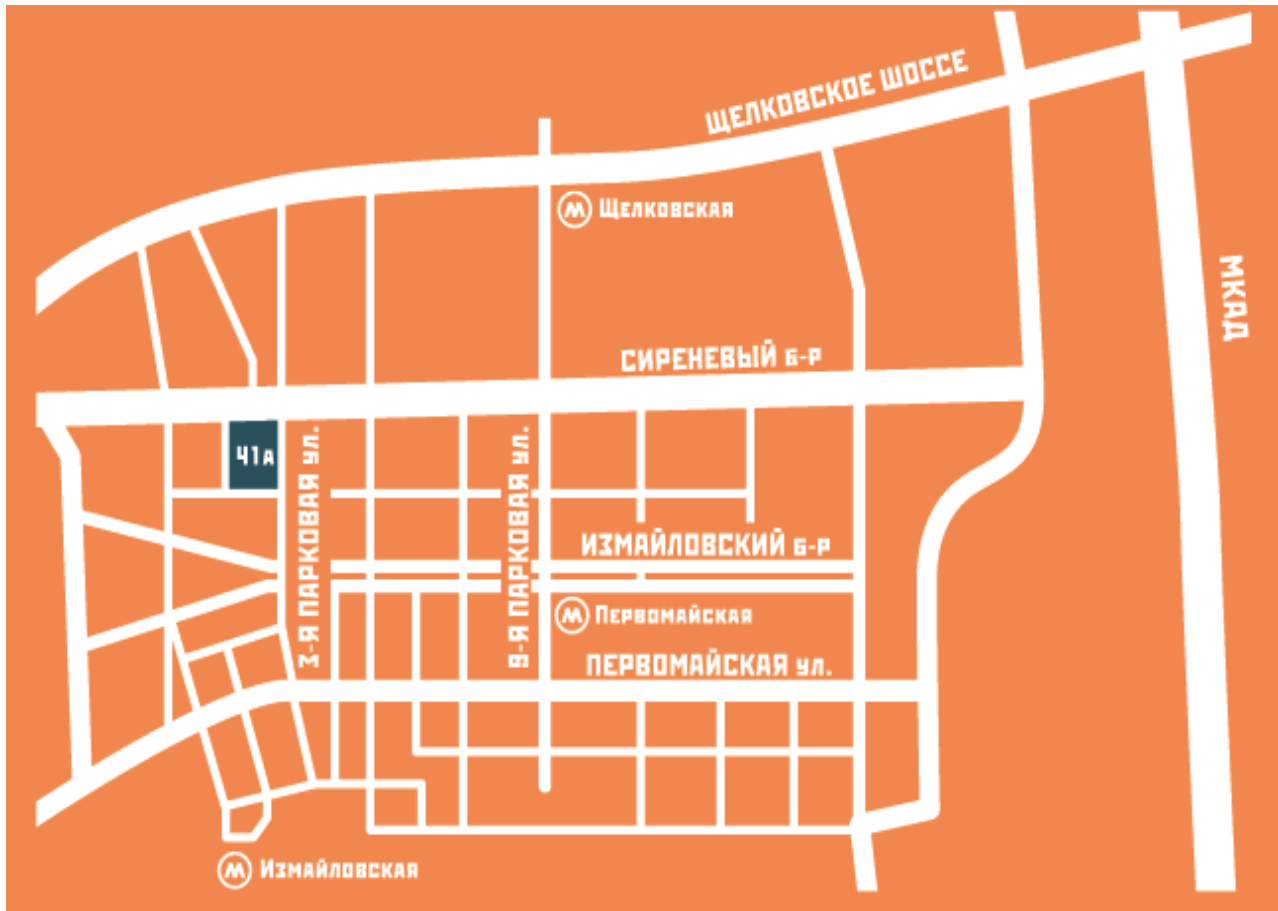 ЩЕЛКОВСКОЕ ШОССЕ
М ЩЕЛКОВСКАЯ
МКАД
СИРЕНЕВЫЙ Б-Р
41А
3-Я ПАРКОВАЯ УЛ.
9-Я ПАРКОВАЯ УЛ.
ИЗМАЙЛОВСКИЙ Б-Р
М ПЕРВОМАЙСКАЯ
ПЕРВОМАЙСКАЯ УЛ.
М ИЗМАЙЛОВСКАЯ